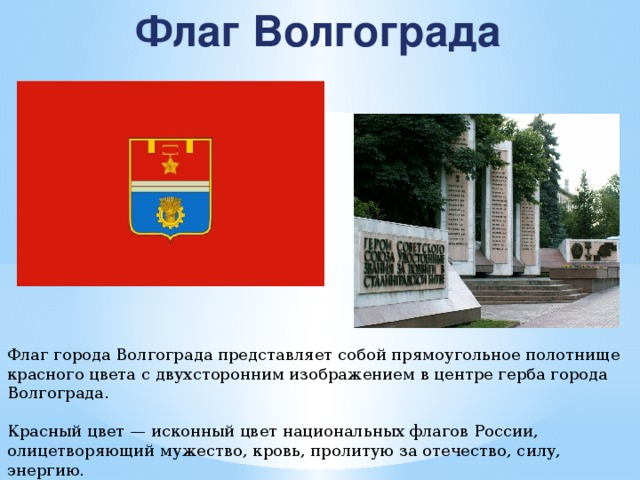 Флаг Волгограда
ГЕРОИ СОВЕТСКОГО
СОЮЗА УДОСТОЕННЫЕ
ЗВАНИЯ ЗА ПОДВИГИ В
СТАЛИНГРАДСКОЙ БИТВЕ
Флаг города Волгограда представляет собой прямоугольное полотнище
красного цвета с двухсторонним изображением в центре герба города
Волгограда.
Красный цвет — исконный цвет национальных флагов России,
олицетворяющий мужество, кровь, пролитую за отечество, силу,
энергию.